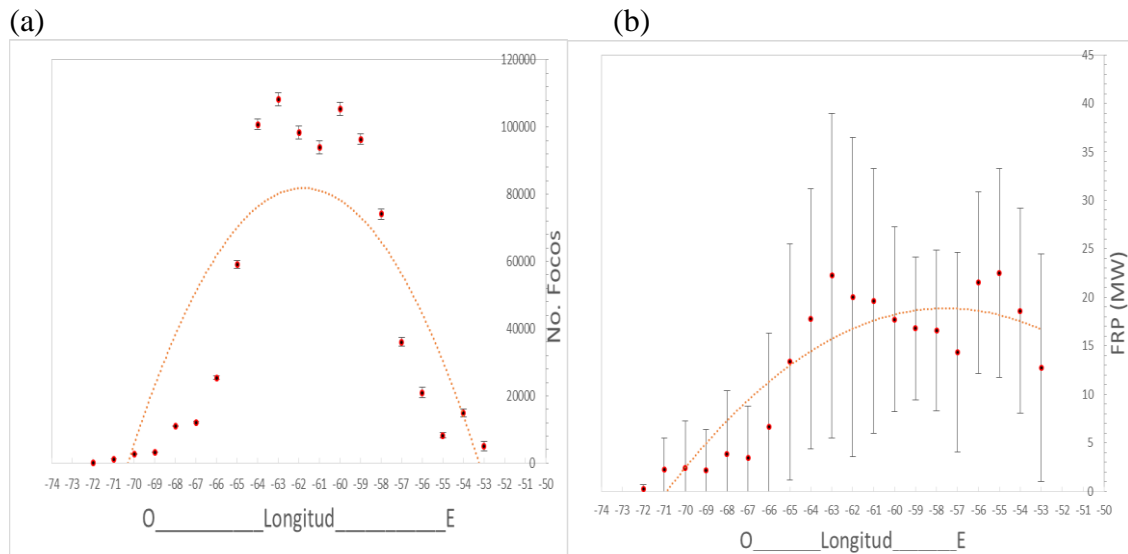 (a)
(b)
120000
100000
80000
60000
40000
20000
0
No. Focos
-74 -73 -72 -71 -70 -69 -68 -67 -66 -65 -64 -63 -62 -61 -60 -59 -58 -57 -56 -55 -54 -53 -52 -51 -50
O__________Longitud__________E
45
40
35
30
25
20
15
10
5
0
FRP (MW)
-74 -73 -72 -71 -70 -69 -68 -67 -66 -65 -64 -63 -62 -61 -60 -59 -58 -57 -56 -55 -54 -53 -52 -51 -50
O_______Longitud_______E